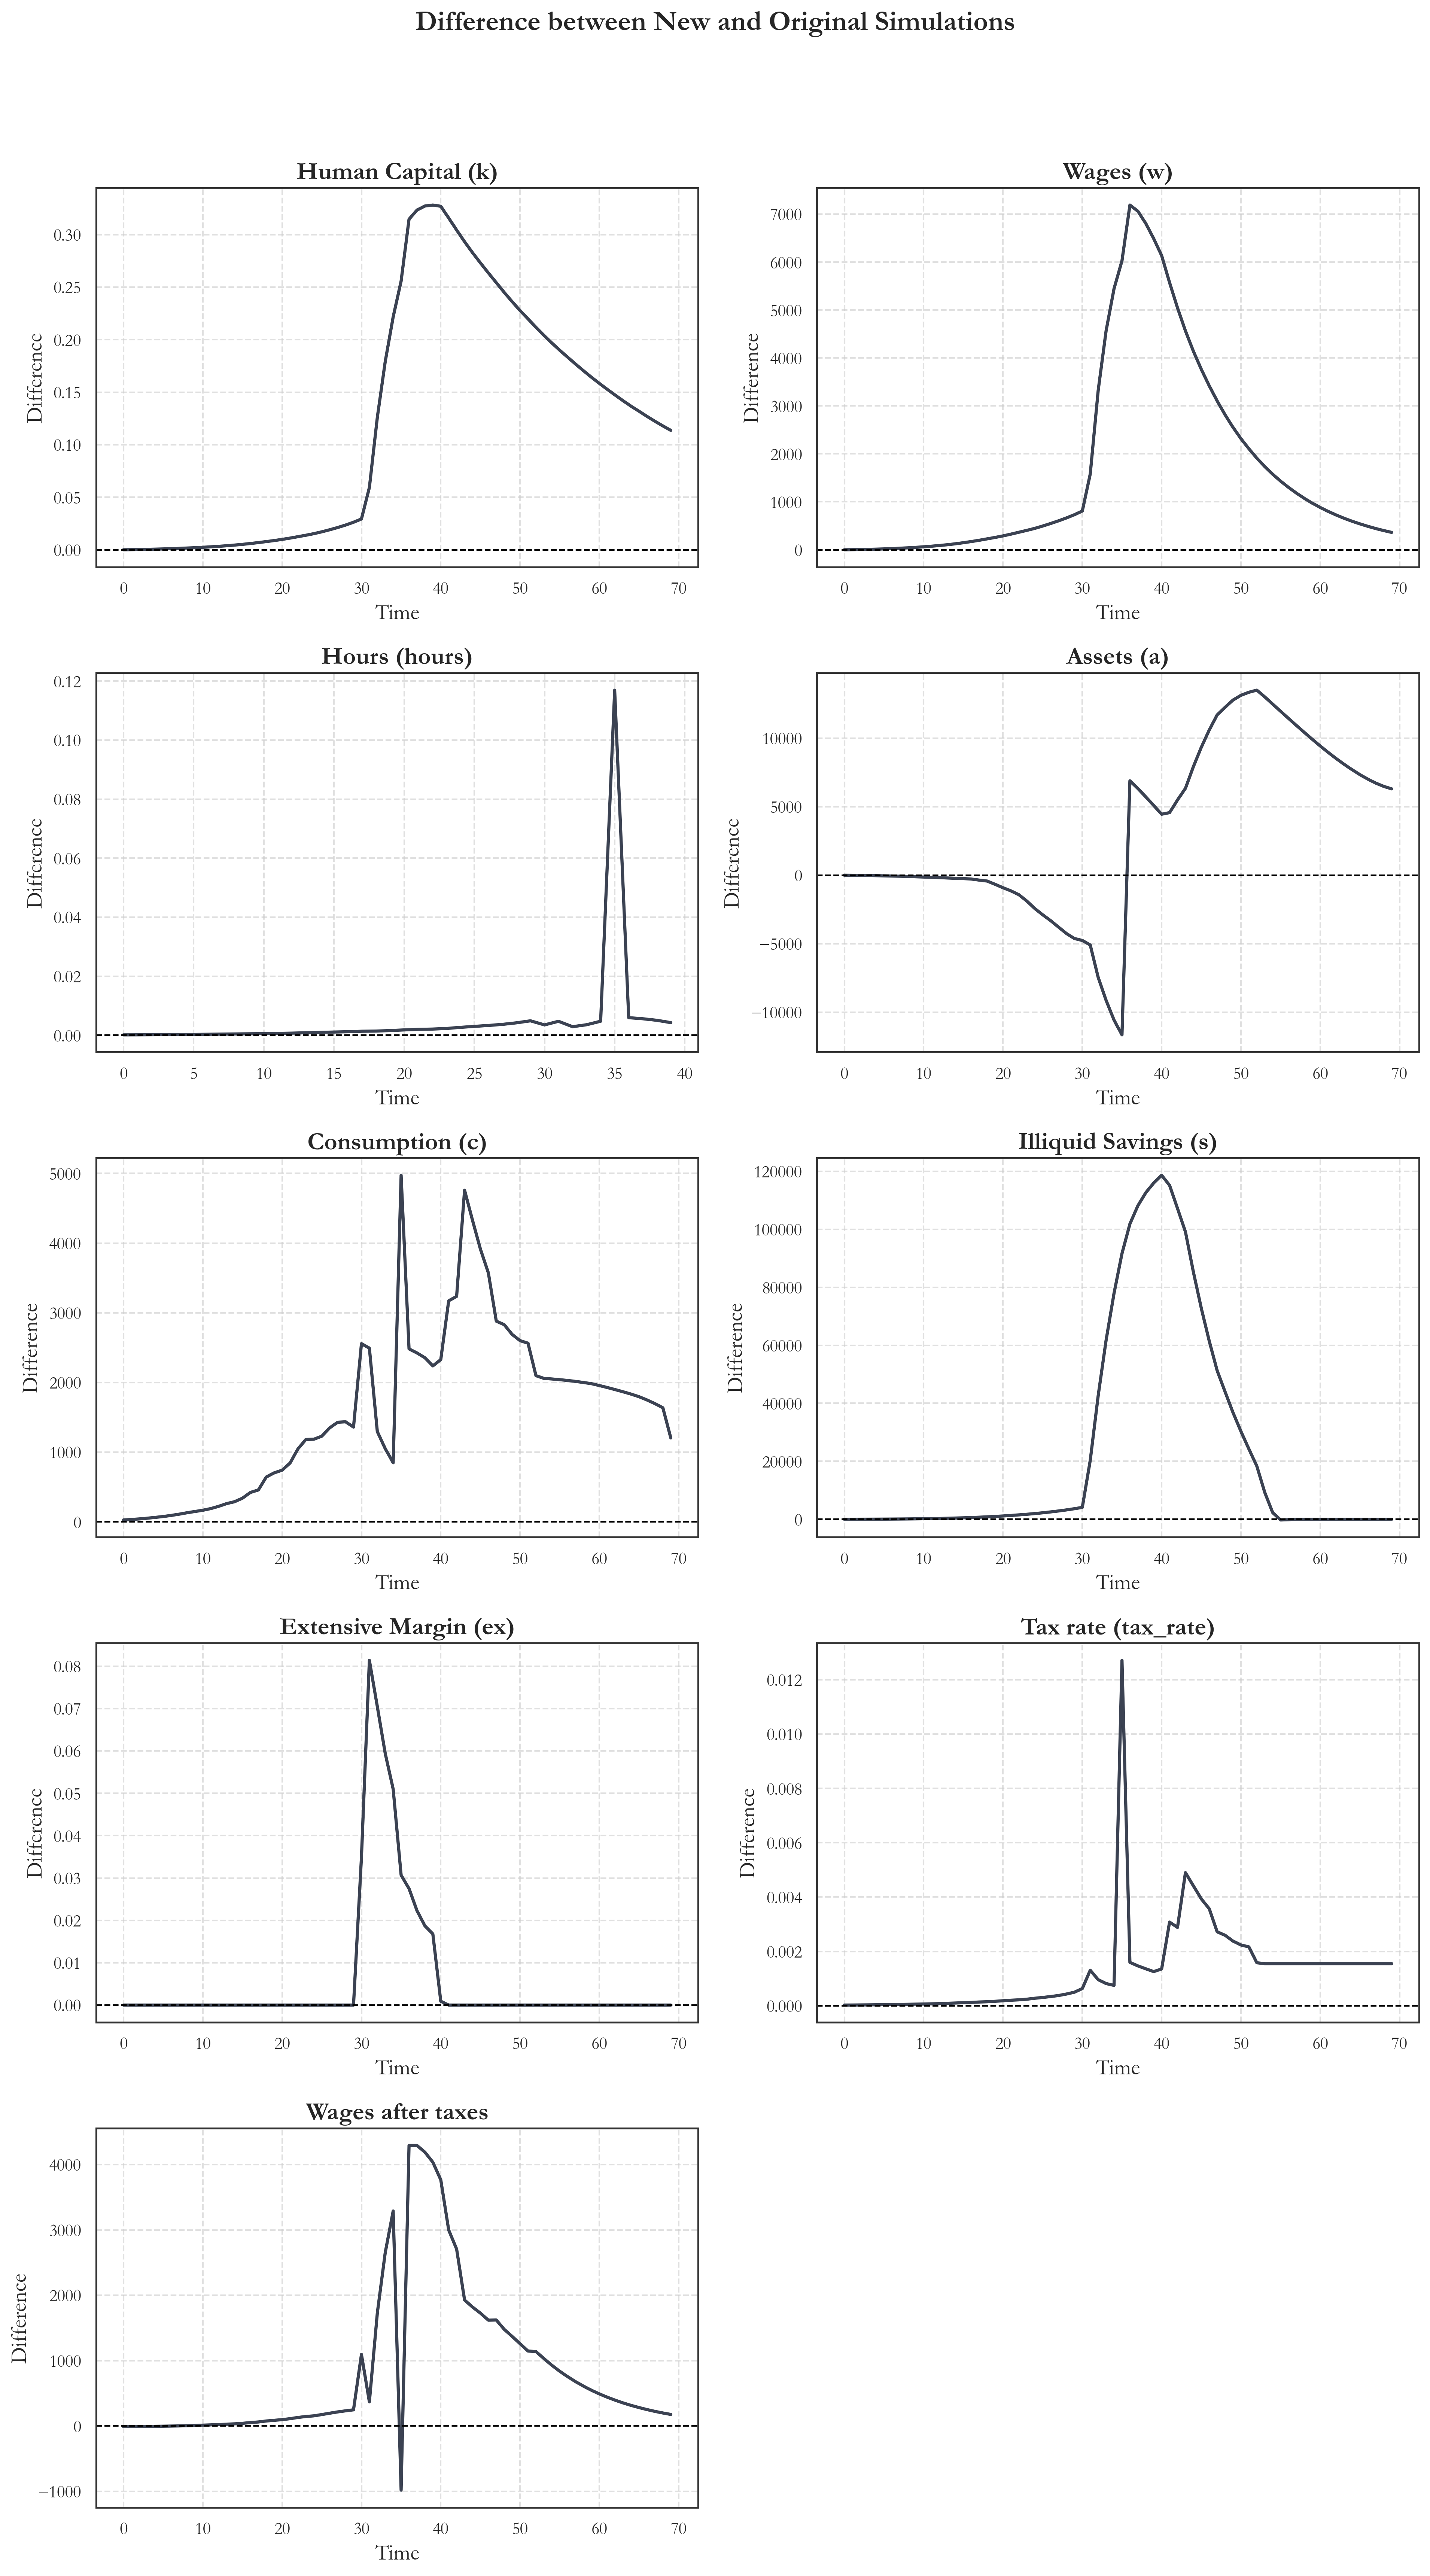 Difference between New and Original Simulations
Human Capital (k)
Difference
0.30
0.25
0.20
0.15
0.10
0.05
0.00
0 10 20 30 40 50 60 70
Time
Wages (w)
Difference
7000
6000
5000
4000
3000
2000
1000
0
0 10 20 30 40 50 60 70
Time
Hours (hours)
Difference
0.12
0.10
0.08
0.06
0.04
0.02
0.00
0 5 10 15 20 25 30 35 40
Time
Assets (a)
Difference
10000
5000
0
−5000
−10000
0 10 20 30 40 50 60 70
Time
Consumption (c)
Difference
5000
4000
3000
2000
1000
0
0 10 20 30 40 50 60 70
Time
Illiquid Savings (s)
Difference
120000
100000
80000
60000
40000
20000
0
0 10 20 30 40 50 60 70
Time
Extensive Margin (ex)
Difference
0.08
0.07
0.06
0.05
0.04
0.03
0.02
0.01
0.00
0 10 20 30 40 50 60 70
Time
Tax rate (tax_rate)
Difference
0.012
0.010
0.008
0.006
0.004
0.002
0.000
0 10 20 30 40 50 60 70
Time
Wages after taxes
Difference
4000
3000
2000
1000
0
−1000
0 10 20 30 40 50 60 70
Time